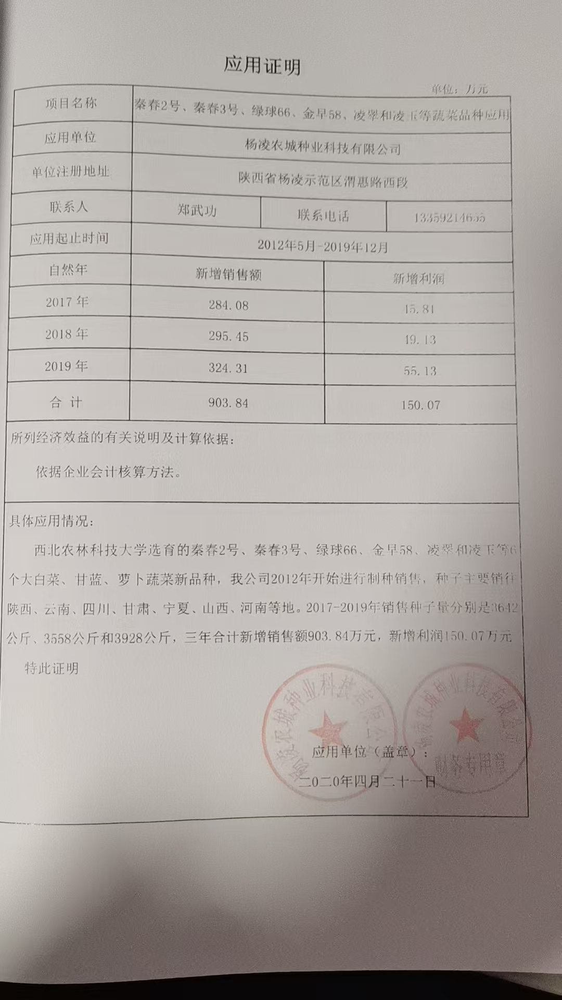 应用证明
单位：万元
项目名称 秦春2号、秦春3号、绿球66、金早58、凌翠和凌玉等蔬菜品种应用
应用单位 杨凌农城种业科技有限公司
单位注册地址 陕西省杨凌示范区渭惠路西段
联系人 郑武功 联系电话 13359214655
应用起止时间 2012年5月-2019年12月
自然年 新增销售额 新增利润
2017 年 284.08 45.81
2018 年 295.45 49.13
2019 年 324.31 55.13
合 计 903.84 150.07
所列经济效益的有关说明及计算依据：
依据企业会计核算方法。
具体应用情况：
西北农林科技大学选育的秦春2号、秦春3号、绿球66、金早58、凌翠和凌玉等6
个大白菜、甘蓝、萝卜蔬菜新品种，我公司2012年开始进行制种销售，种子主要销往
陕西、云南、四川、甘肃、宁夏、山西、河南等地。2017-2019年销售种子量分别是3642
公斤、3558公斤和3928公斤，三年合计新增销售额903.84万元，新增利润150.07万元
特此证明
杨凌农城种业科技有限公司
杨凌农城种业科技有限公司
财务专用章
应用单位（盖章）：
二〇二〇年四月二十一日